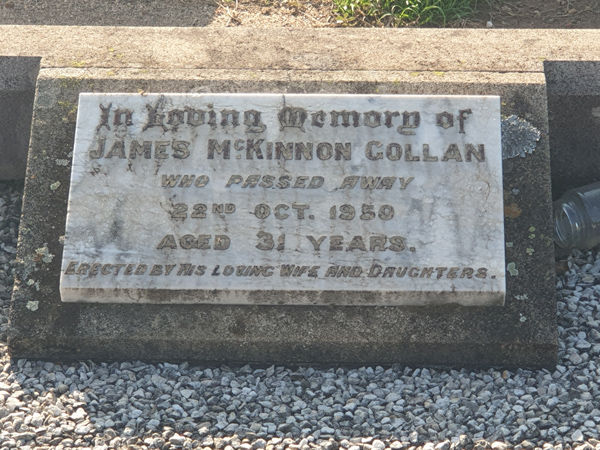 In Loving Memory of
JAMES McKINNON GOLLAN
WHO PASSED AWAY
22ND OCT. 1959
AGED 31 YEARS.
ERECTED BY HIS LOVING WIFE AND DAUGHTERS.